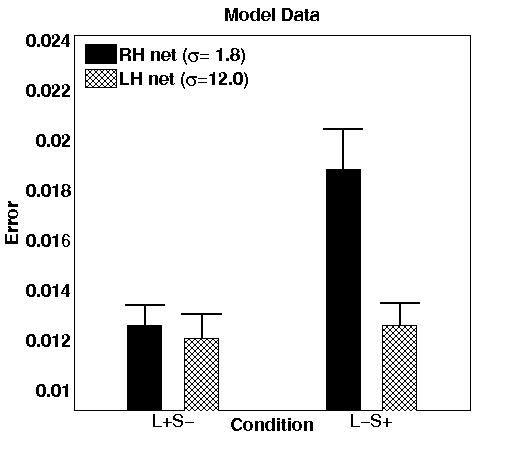 Model Data
0.024
0.022
0.02
0.018
0.016
0.014
0.012
0.01
Error
RH net (σ= 1.8)
LH net (σ=12.0)
L+S−
L−S+
Condition